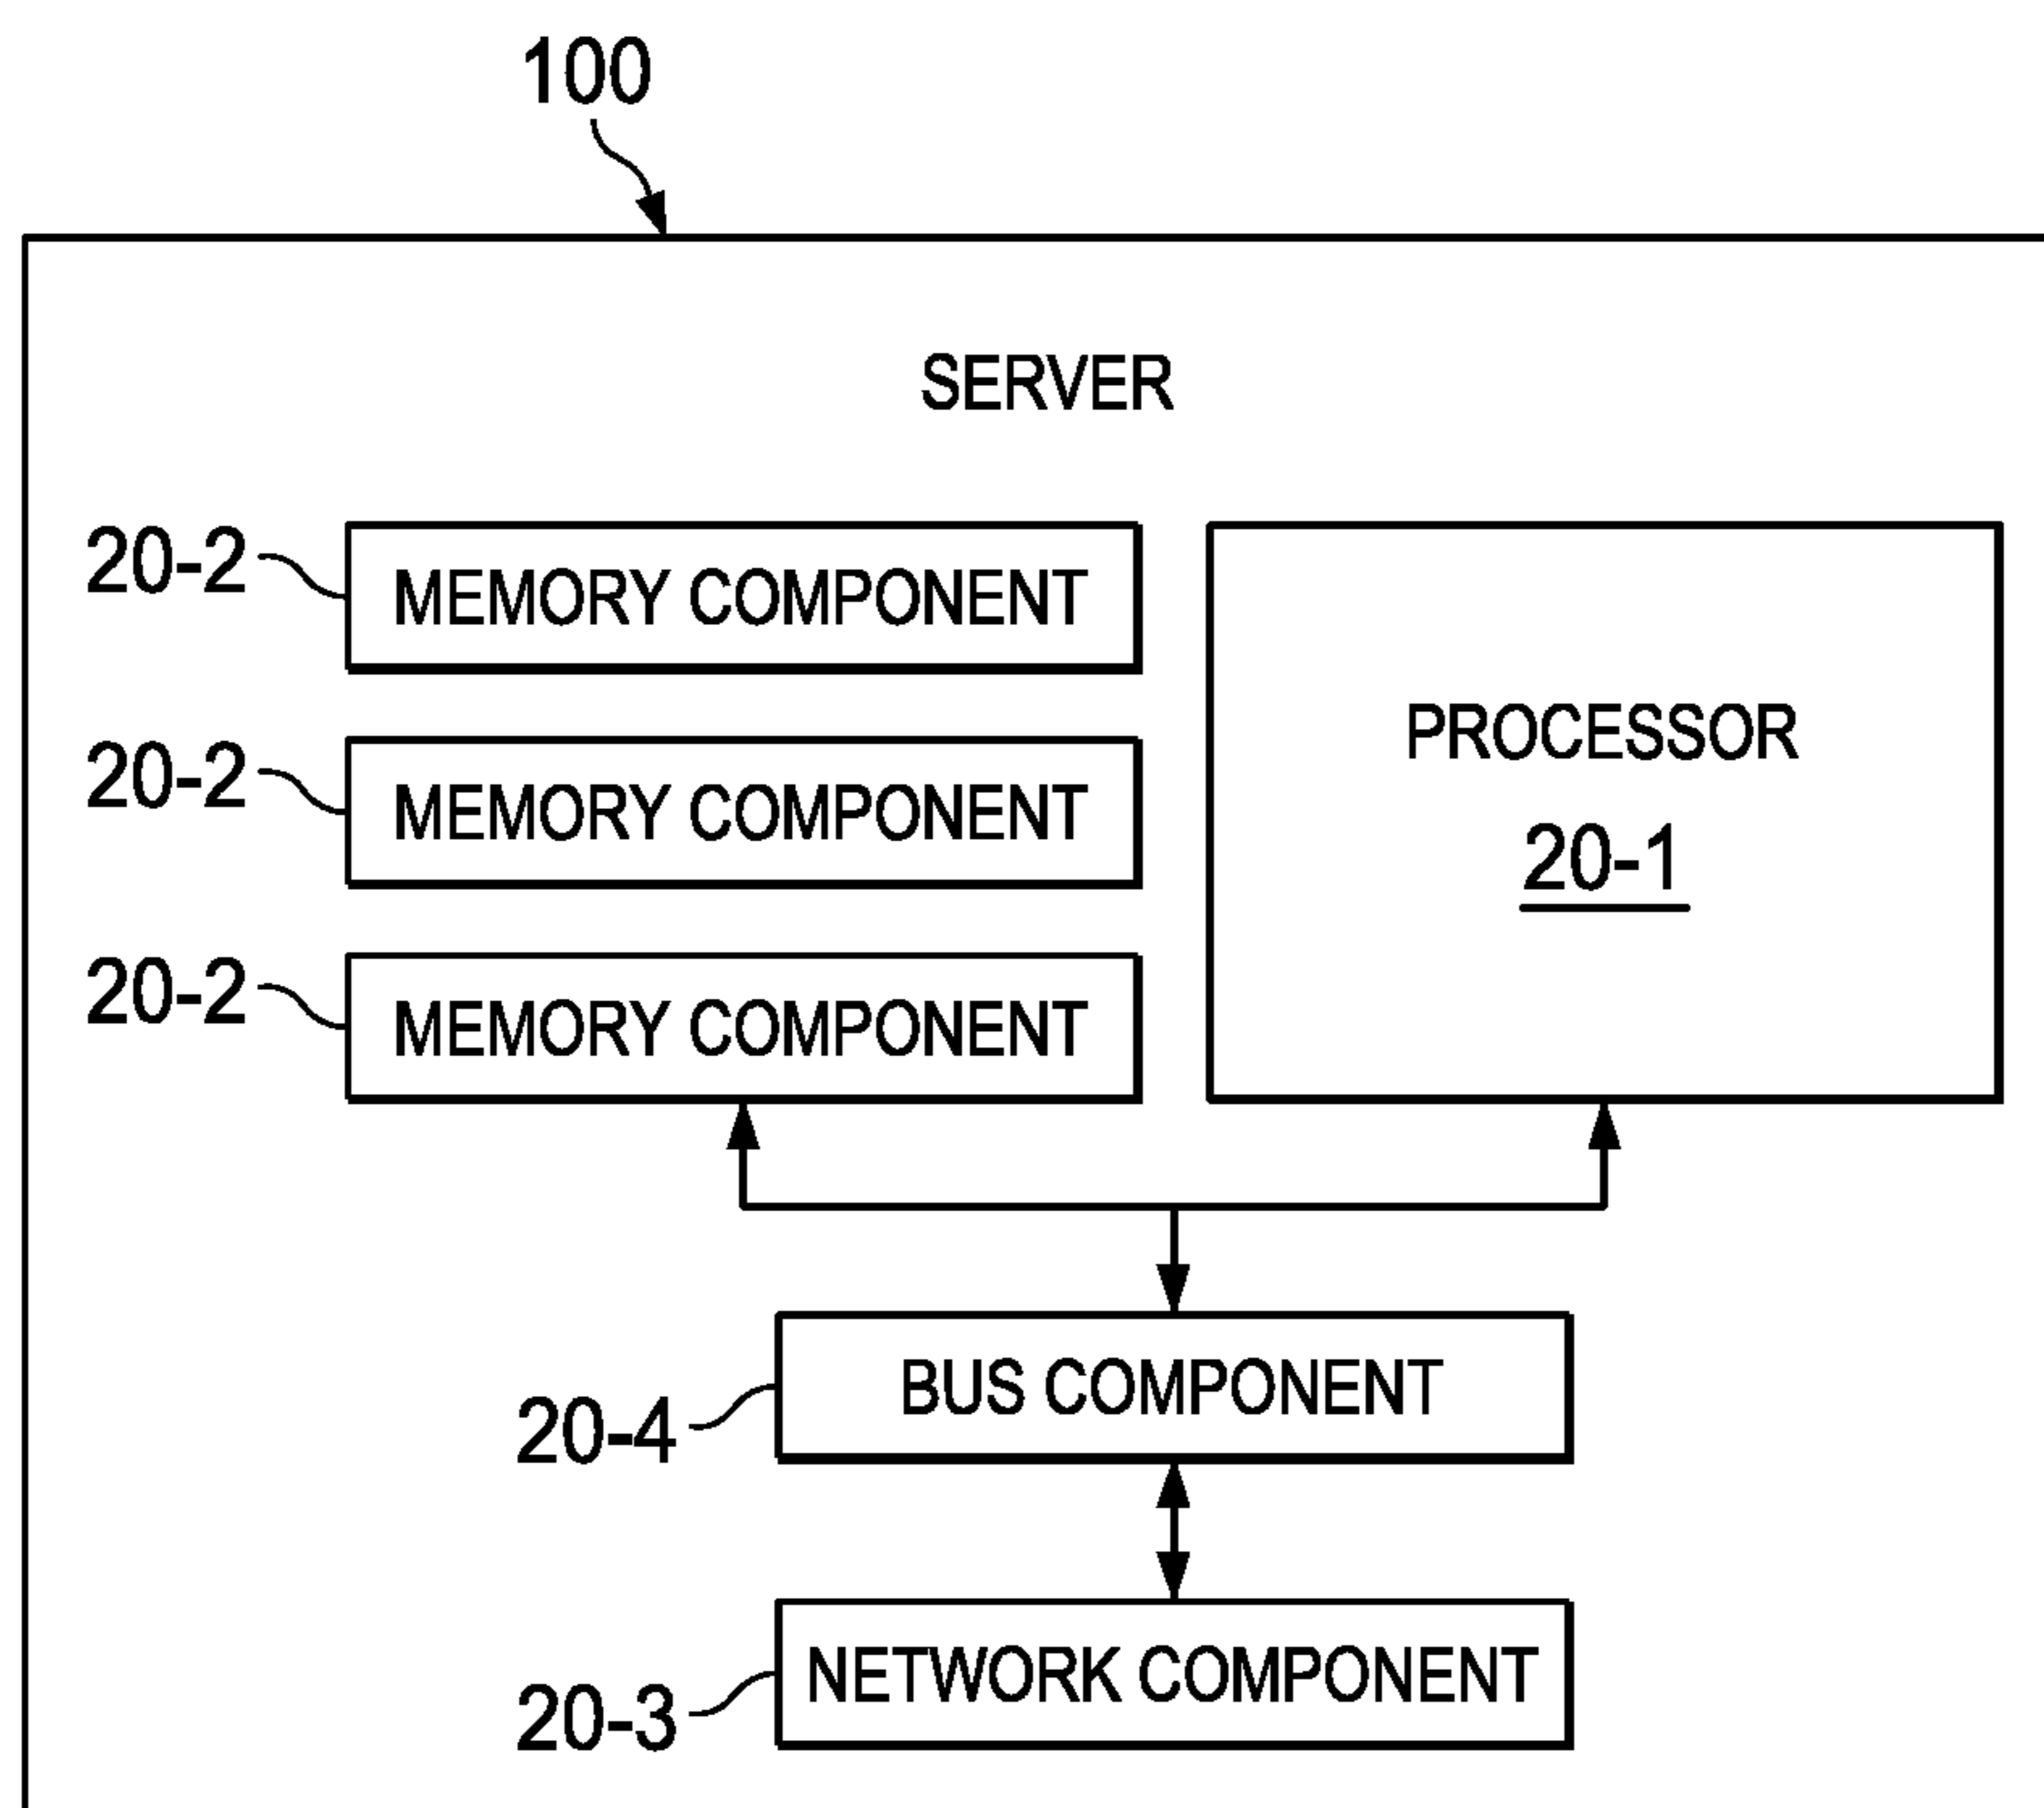 100
SERVER
20-2 MEMORY COMPONENT
20-2 MEMORY COMPONENT
20-2 MEMORY COMPONENT
PROCESSOR
20-1
20-4 BUS COMPONENT
20-3 NETWORK COMPONENT